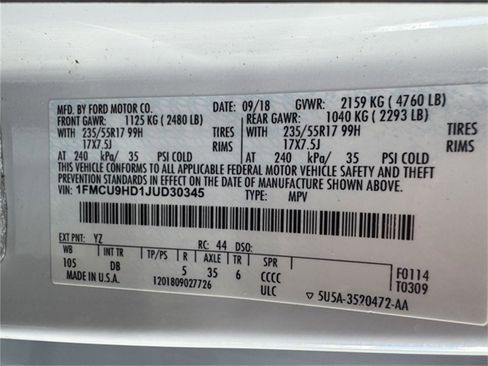 MFD. BY FORD MOTOR CO. DATE: 09/18 GVWR: 2159 KG ( 4760 LB)
FRONT GAWR: 1125 KG ( 2480 LB) REAR GAWR: 1040 KG ( 2293 LB)
WITH 235/55R17 99H TIRES WITH 235/55R17 99H TIRES
17X7.5J RIMS 17X7.5J RIMS
AT 240 kPa/ 35 PSI COLD AT 240 kPa/ 35 PSI COLD
THIS VEHICLE CONFORMS TO ALL APPLICABLE FEDERAL MOTOR VEHICLE SAFETY AND THEFT
PREVENTION STANDARDS IN EFFECT ON THE DATE OF MANUFACTURE SHOWN ABOVE.
VIN: 1FMCU9HD1JUD30345 TYPE: MPV
EXT PNT: YZ RC: 44 DSO:
WB INT TR TP/PS R AXLE TR SPR
105 DB 5 35 6 CCCC F0114
MADE IN U.S.A. 1201809027726 ULC T0309
▽ 5U5A-3520472-AA